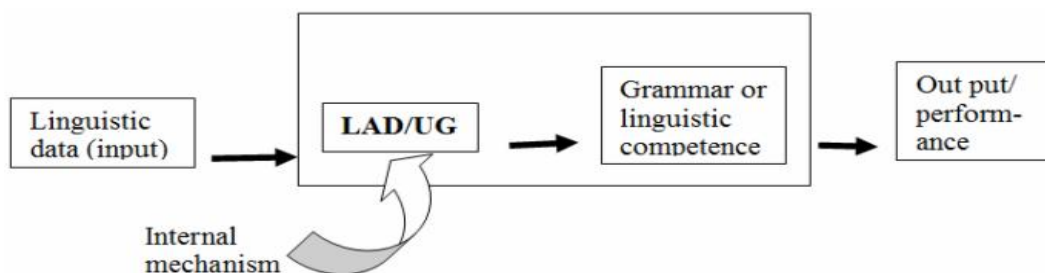 Linguistic
data (input)
LAD/UG
Grammar or
linguistic
competence
Out put/
perform-
ance
Internal
mechanism